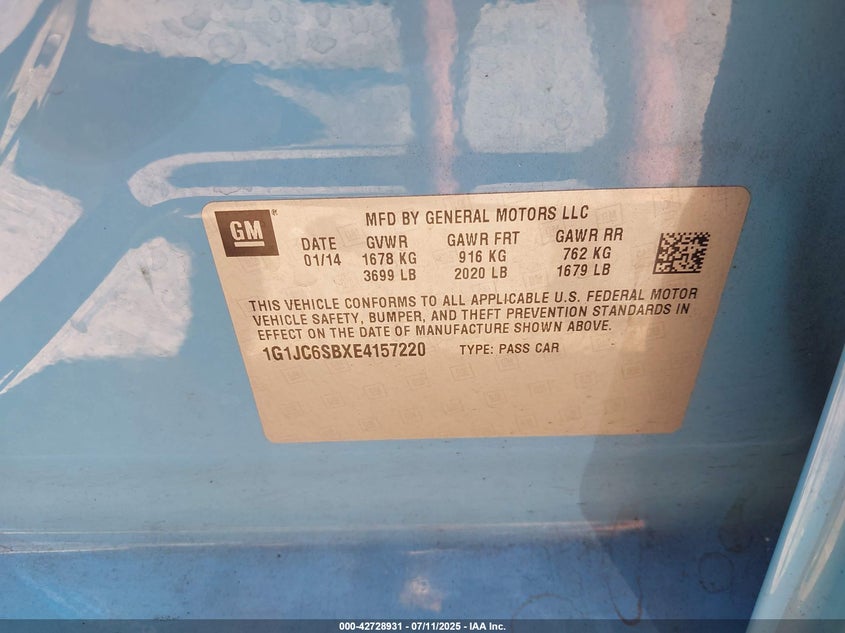 GM
MFD BY GENERAL MOTORS LLC
DATE GVWR GAWR FRT GAWR RR
01/14 1678 KG 916 KG 762 KG
3699 LB 2020 LB 1679 LB
THIS VEHICLE CONFORMS TO ALL APPLICABLE U.S. FEDERAL MOTOR
VEHICLE SAFETY, BUMPER, AND THEFT PREVENTION STANDARDS IN
EFFECT ON THE DATE OF MANUFACTURE SHOWN ABOVE.
1G1JC6SBXE4157220 TYPE: PASS CAR
000-42728931 - 07/11/2025 - IAA Inc.